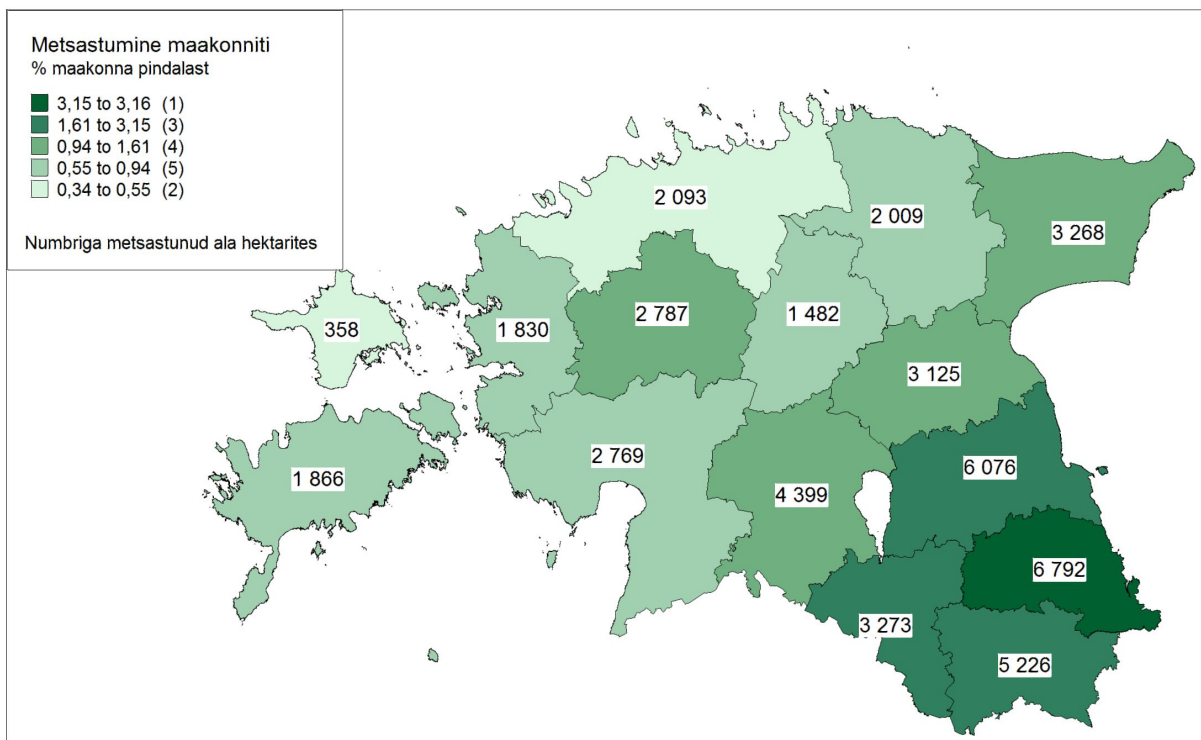 Metsastumine maakonniti
% maakonna pindalast
3,15 to 3,16 (1)
1,61 to 3,15 (3)
0,94 to 1,61 (4)
0,55 to 0,94 (5)
0,34 to 0,55 (2)
Numbriga metsastunud ala hektarites
2 093
2 009
3 268
358
1 830
2 787
1 482
3 125
1 866
2 769
4 399
6 076
6 792
3 273
5 226